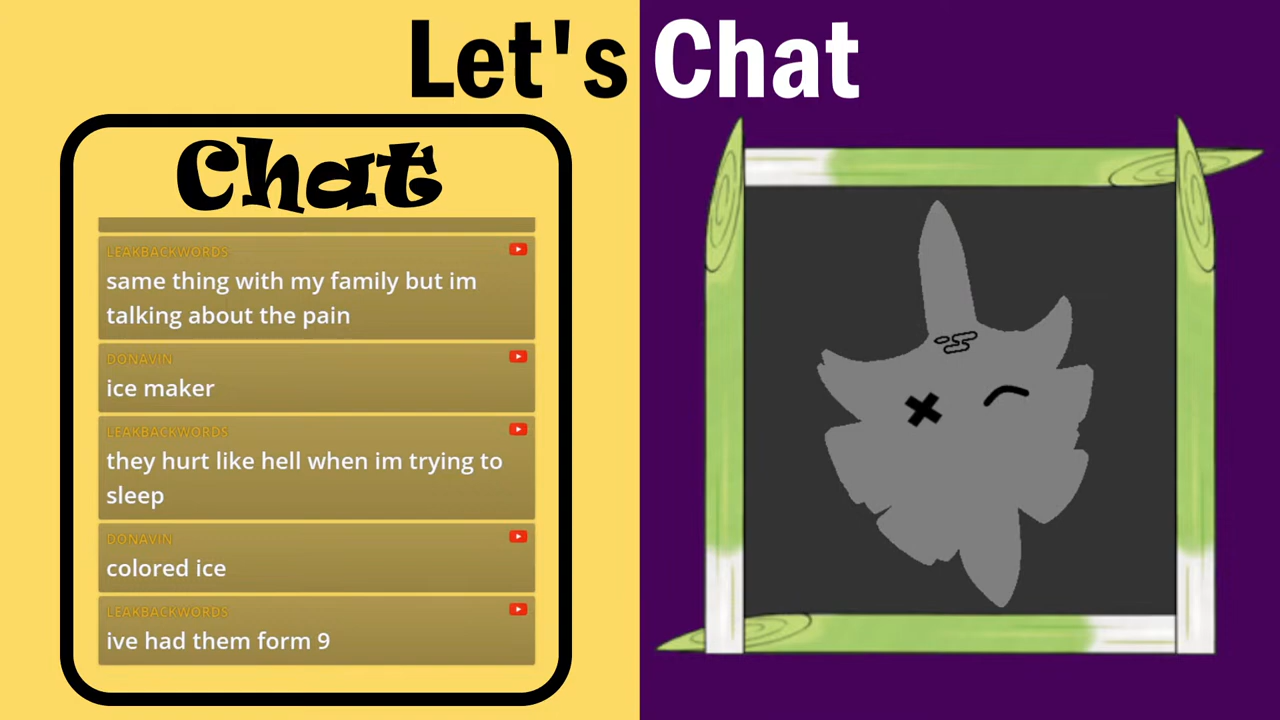 Let's Chat
Chat
LEAKBACKWORDS
same thing with my family but im
talking about the pain
DONAVIN
ice maker
LEAKBACKWORDS
they hurt like hell when im trying to
sleep
DONAVIN
colored ice
LEAKBACKWORDS
ive had them form 9